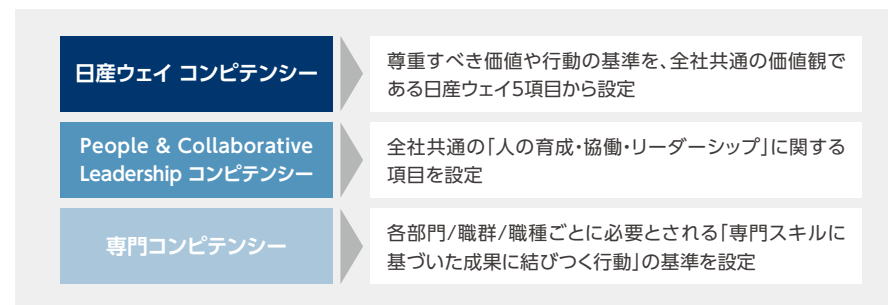 日産ウェイ コンピテンシー
尊重すべき価値や行動の基準を、全社共通の価値観で
ある日産ウェイ5項目から設定
People & Collaborative
Leadership コンピテンシー
全社共通の「人の育成・協働・リーダーシップ」に関する
項目を設定
専門コンピテンシー
各部門/職群/職種ごとに必要とされる「専門スキルに
基づいた成果に結びつく行動」の基準を設定